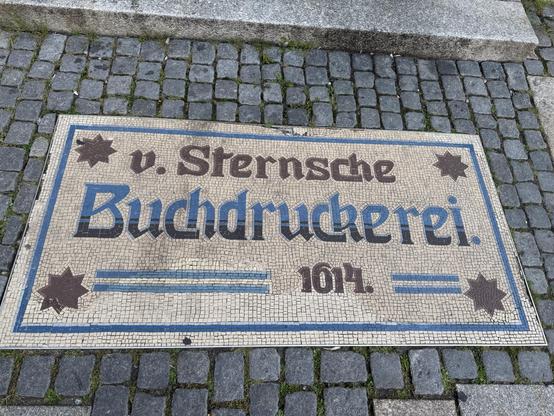 v. Sternsche
Buchdruckerei.
1614.